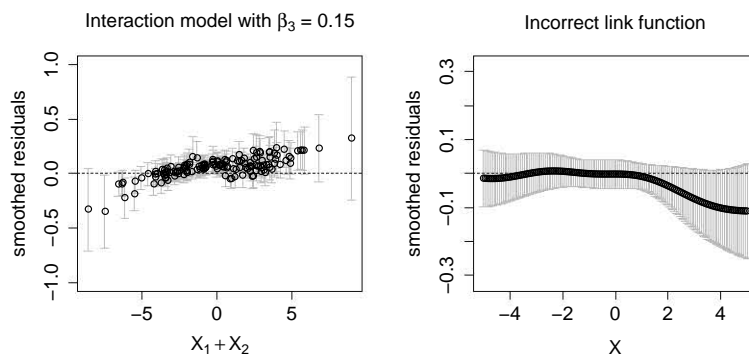 Interaction model with β₃ = 0.15
smoothed residuals
1.0
0.5
0.0
−0.5
−1.0
−5 0 5
X₁ + X₂
Incorrect link function
smoothed residuals
0.3
0.1
−0.1
−0.3
−4 −2 0 2 4
X